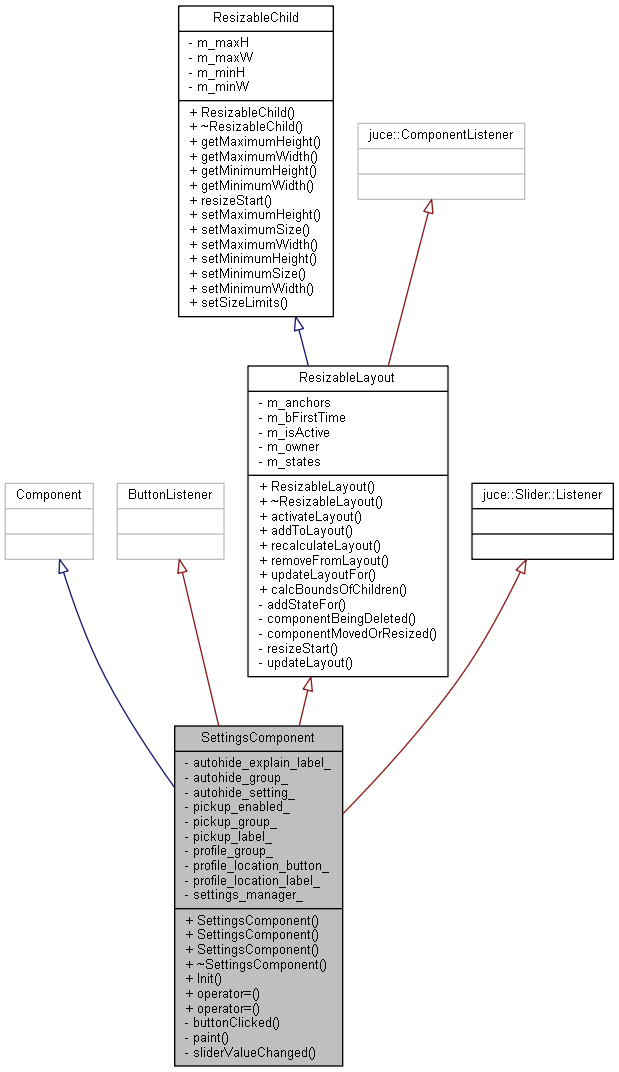 ResizableChild
- m_maxH
- m_maxW
- m_minH
- m_minW
+ ResizableChild()
+ ~ResizableChild()
+ getMaximumHeight()
+ getMaximumWidth()
+ getMinimumHeight()
+ getMinimumWidth()
+ resizeStart()
+ setMaximumHeight()
+ setMaximumSize()
+ setMaximumWidth()
+ setMinimumHeight()
+ setMinimumSize()
+ setMinimumWidth()
+ setSizeLimits()
juce::ComponentListener
ResizableLayout
- m_anchors
- m_bFirstTime
- m_isActive
- m_owner
- m_states
+ ResizableLayout()
+ ~ResizableLayout()
+ activateLayout()
+ addToLayout()
+ recalculateLayout()
+ removeFromLayout()
+ updateLayoutFor()
+ calcBoundsOfChildren()
- addStateFor()
- componentBeingDeleted()
- componentMovedOrResized()
- resizeStart()
- updateLayout()
Component
ButtonListener
juce::Slider::Listener
SettingsComponent
- autohide_explain_label_
- autohide_group_
- autohide_setting_
- pickup_enabled_
- pickup_group_
- pickup_label_
- profile_group_
- profile_location_button_
- profile_location_label_
- settings_manager_
+ SettingsComponent()
+ SettingsComponent()
+ SettingsComponent()
+ ~SettingsComponent()
+ Init()
+ operator=()
+ operator=()
- buttonClicked()
- paint()
- sliderValueChanged()